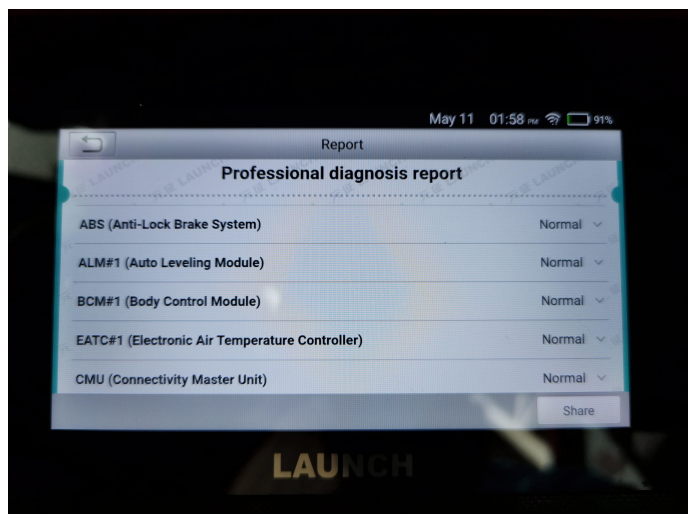 May 11 01:58 PM 91%
Report
Professional diagnosis report
ABS (Anti-Lock Brake System) Normal
ALM#1 (Auto Leveling Module) Normal
BCM#1 (Body Control Module) Normal
EATC#1 (Electronic Air Temperature Controller) Normal
CMU (Connectivity Master Unit) Normal
Share
LAUNCH